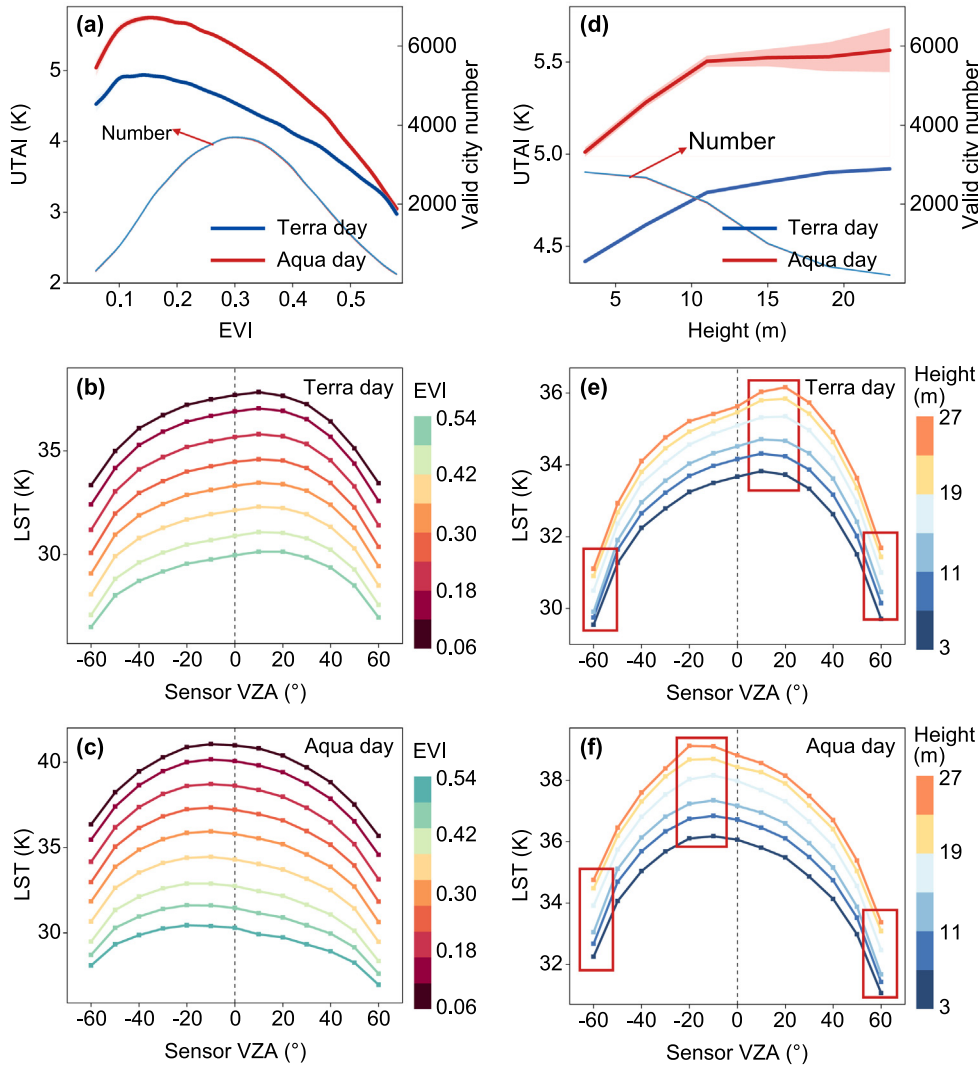 (a)
UTAI (K)
5
4
3
2
6000
4000
2000
Valid city number
Number
Terra day
Aqua day
0.1
0.2
0.3
0.4
0.5
EVI
(d)
UTAI (K)
5.5
5.0
4.5
6000
4000
2000
Valid city number
Number
Terra day
Aqua day
5
10
15
20
Height (m)
(b)
Terra day
LST (K)
35
30
-60
-40
-20
0
20
40
60
Sensor VZA (°)
EVI
0.54
0.42
0.30
0.18
0.06
(e)
Terra day
LST (K)
36
34
32
30
-60
-40
-20
0
20
40
60
Sensor VZA (°)
Height
(m)
27
19
11
3
(c)
Aqua day
LST (K)
40
35
30
-60
-40
-20
0
20
40
60
Sensor VZA (°)
EVI
0.54
0.42
0.30
0.18
0.06
(f)
Aqua day
LST (K)
38
36
34
32
-60
-40
-20
0
20
40
60
Sensor VZA (°)
Height
(m)
27
19
11
3